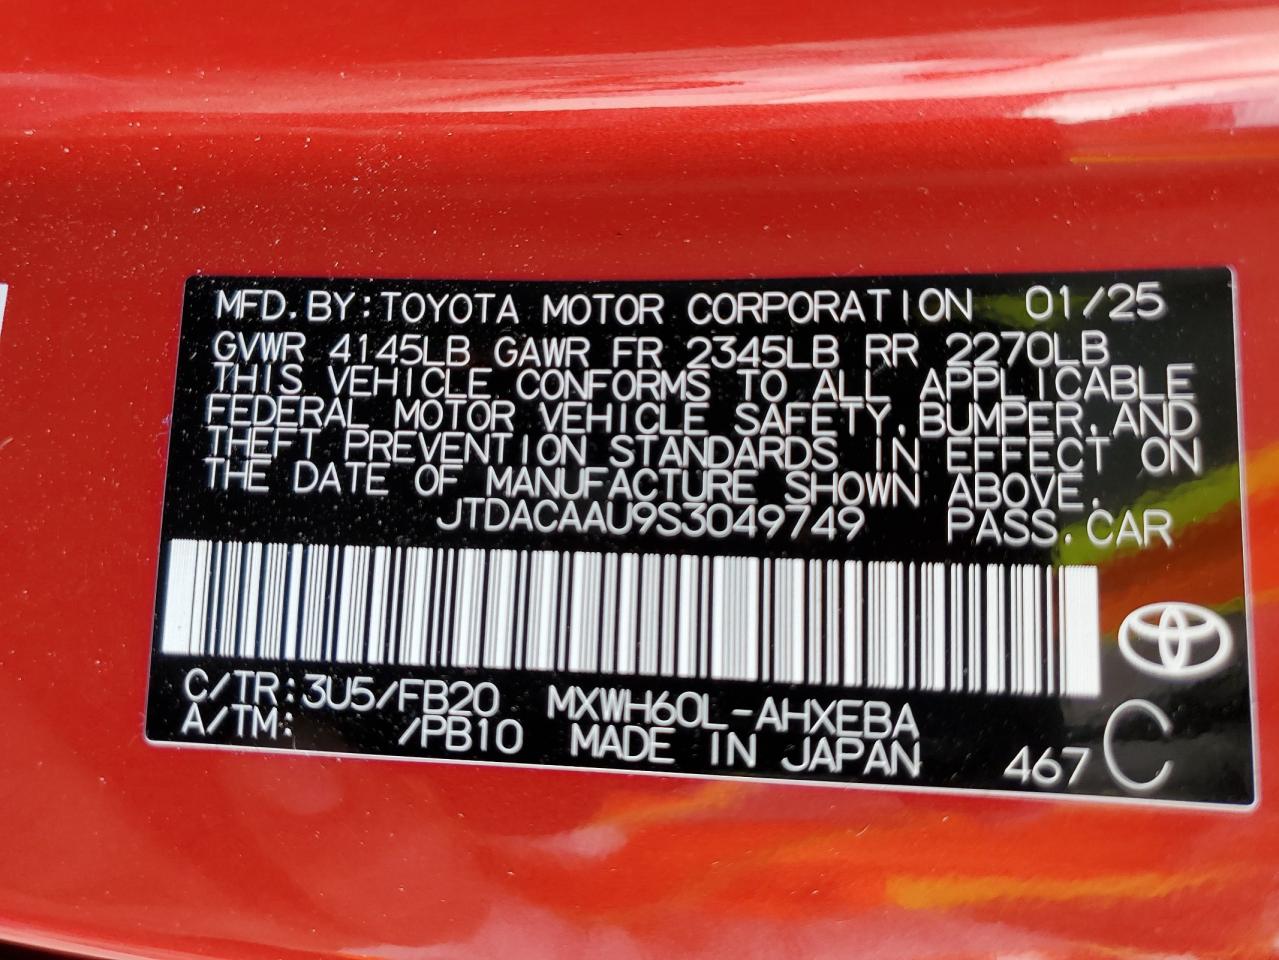 MFD. BY: TOYOTA MOTOR CORPORATION 01/25
GVWR 4145LB GAWR FR 2345LB RR 2270LB
THIS VEHICLE CONFORMS TO ALL APPLICABLE
FEDERAL MOTOR VEHICLE SAFETY, BUMPER, AND
THEFT PREVENTION STANDARDS IN EFFECT ON
THE DATE OF MANUFACTURE SHOWN ABOVE.
JTDACAAU9S3049749 PASS. CAR
C/TR: 3U5/FB20 MXWH60L-AHXEBA
A/TM: /PB10 MADE IN JAPAN 467 C